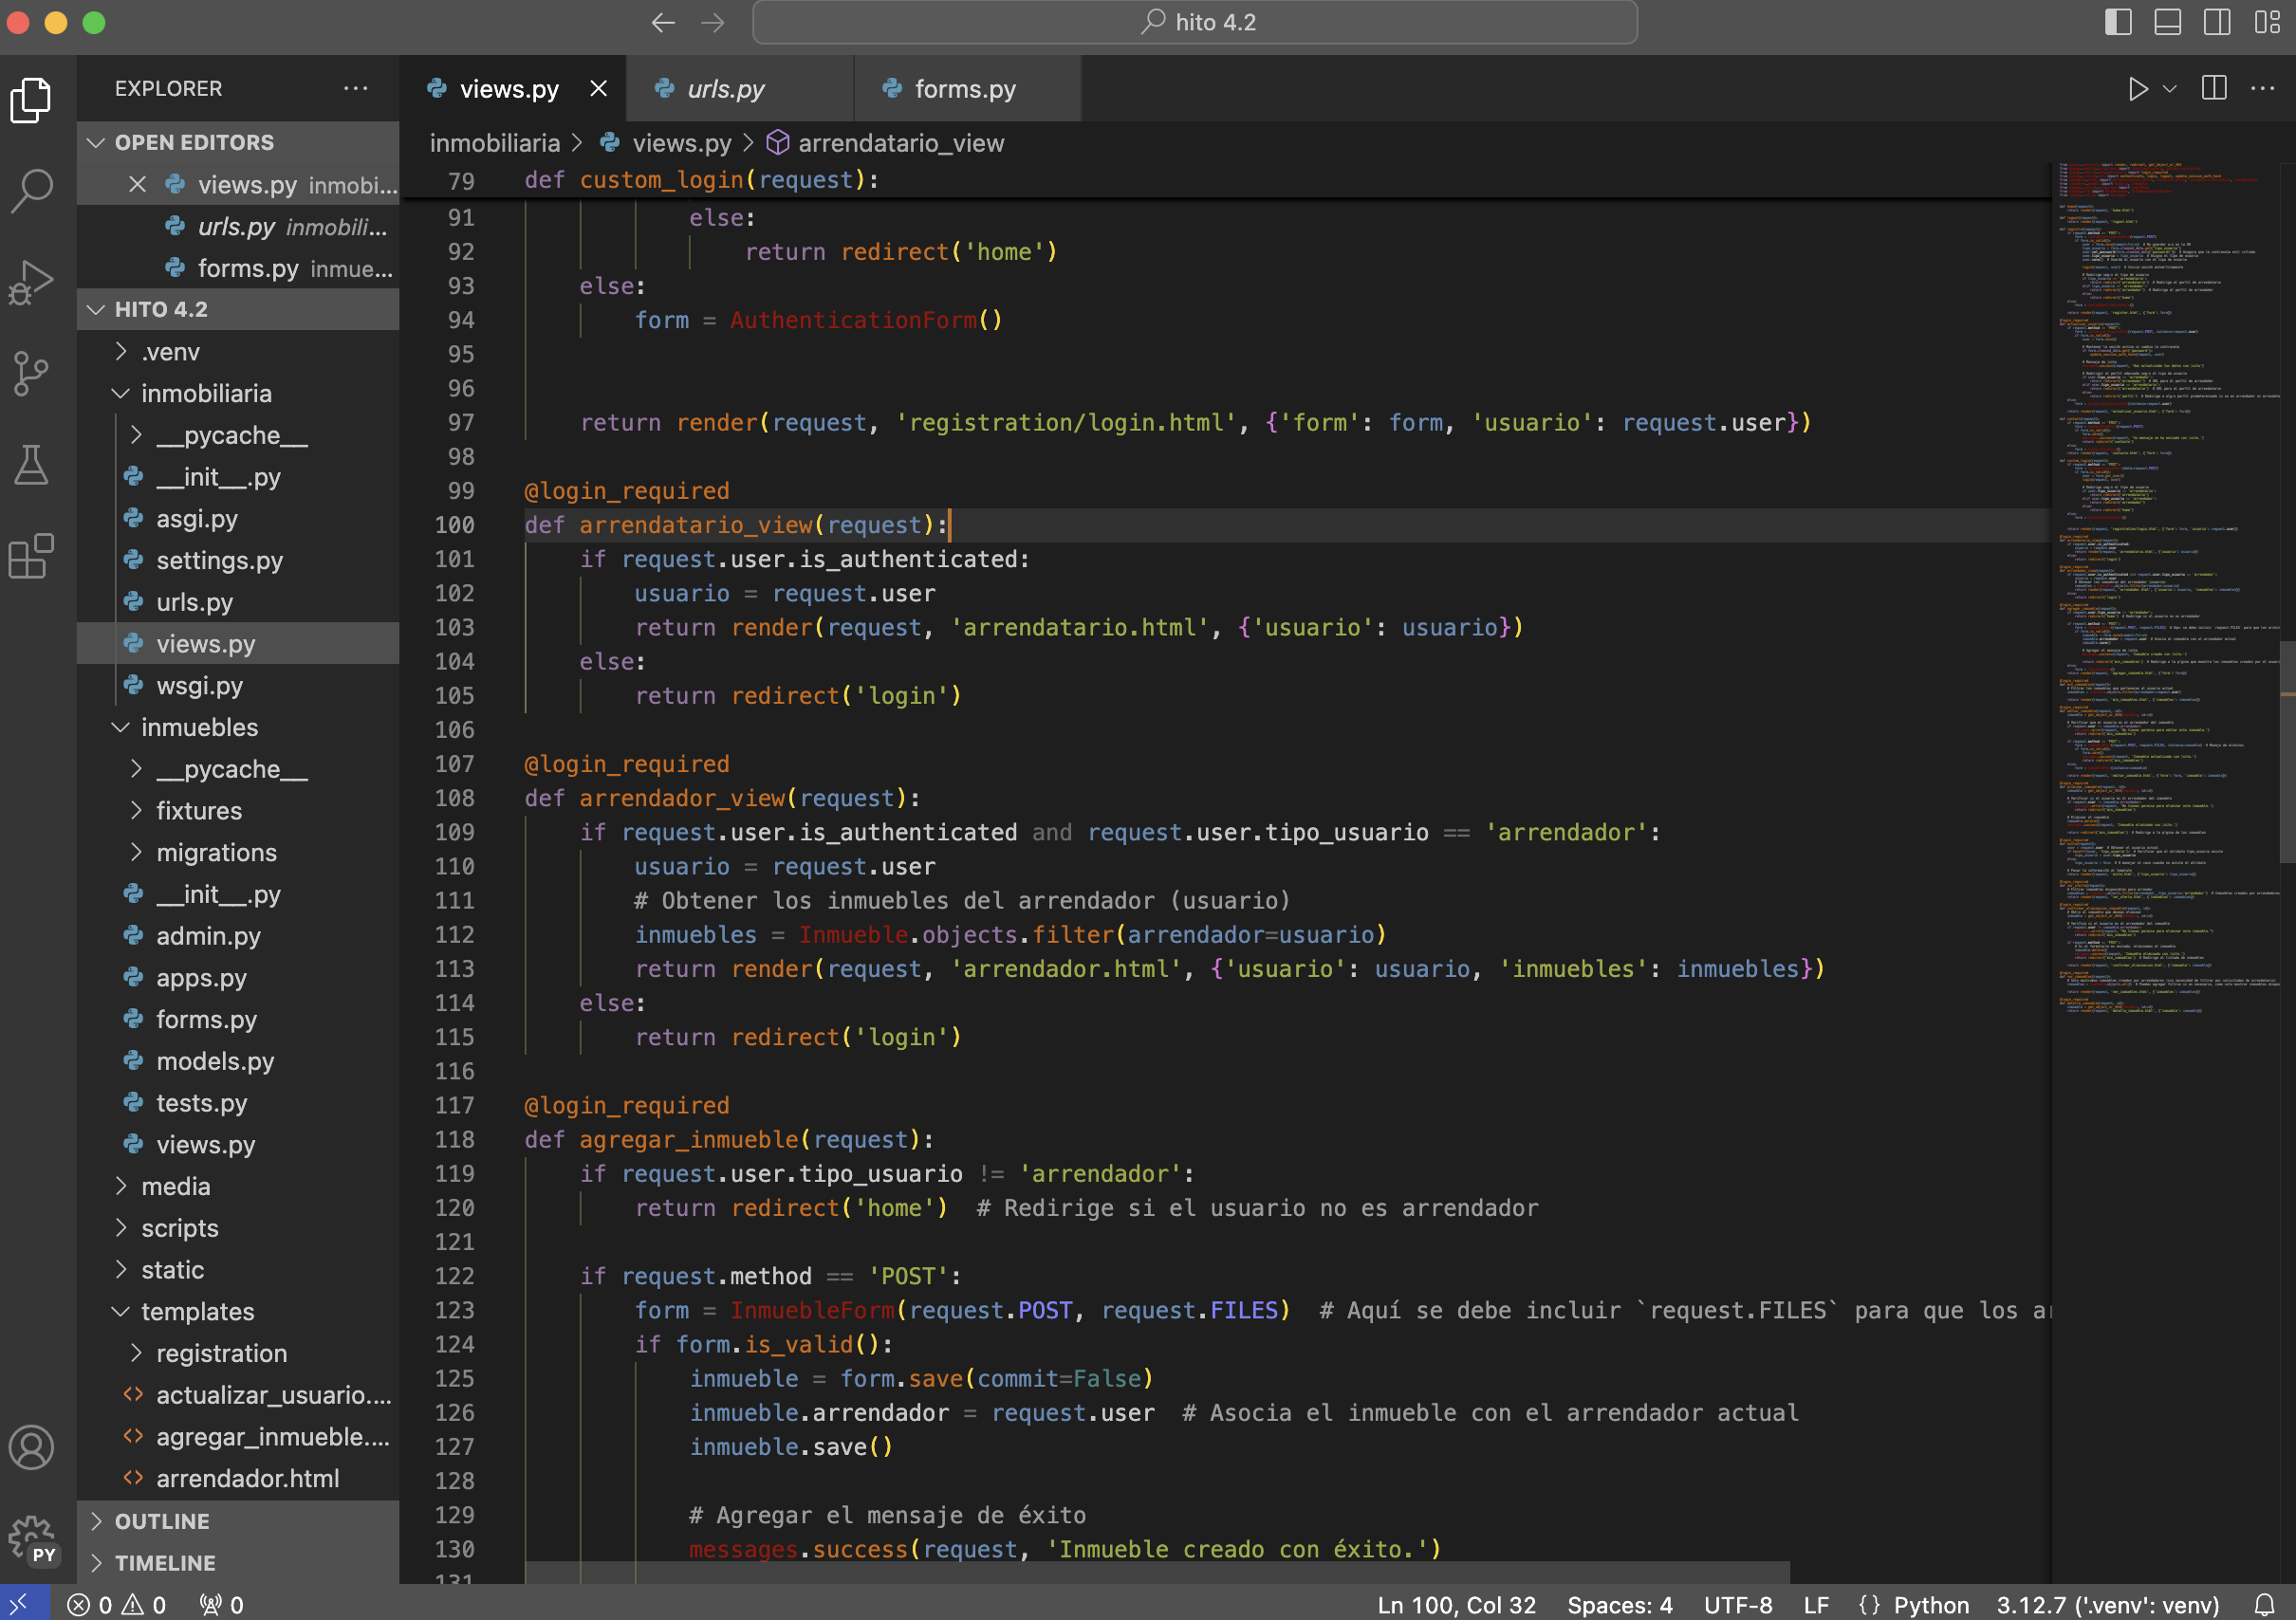 hito 4.2
EXPLORER
OPEN EDITORS
views.py inmobi...
urls.py inmobili...
forms.py inmue...
HITO 4.2
.venv
inmobiliaria
__pycache__
__init__.py
asgi.py
settings.py
urls.py
views.py
wsgi.py
inmuebles
__pycache__
fixtures
migrations
__init__.py
admin.py
apps.py
forms.py
models.py
tests.py
views.py
media
scripts
static
templates
registration
actualizar_usuario....
agregar_inmueble....
arrendador.html
OUTLINE
TIMELINE
PY
views.py
urls.py
forms.py
inmobiliaria > views.py > arrendatario_view
79 def custom_login(request):
91 else:
92 return redirect('home')
93 else:
94 form = AuthenticationForm()
95
96
97 return render(request, 'registration/login.html', {'form': form, 'usuario': request.user})
98
99 @login_required
100 def arrendatario_view(request):
101 if request.user.is_authenticated:
102 usuario = request.user
103 return render(request, 'arrendatario.html', {'usuario': usuario})
104 else:
105 return redirect('login')
106
107 @login_required
108 def arrendador_view(request):
109 if request.user.is_authenticated and request.user.tipo_usuario == 'arrendador':
110 usuario = request.user
111 # Obtener los inmuebles del arrendador (usuario)
112 inmuebles = Inmueble.objects.filter(arrendador=usuario)
113 return render(request, 'arrendador.html', {'usuario': usuario, 'inmuebles': inmuebles})
114 else:
115 return redirect('login')
116
117 @login_required
118 def agregar_inmueble(request):
119 if request.user.tipo_usuario != 'arrendador':
120 return redirect('home')  # Redirige si el usuario no es arrendador
121
122 if request.method == 'POST':
123 form = InmuebleForm(request.POST, request.FILES)  # Aquí se debe incluir `request.FILES` para que los
124 if form.is_valid():
125 inmueble = form.save(commit=False)
126 inmueble.arrendador = request.user  # Asocia el inmueble con el arrendador actual
127 inmueble.save()
128
129 # Agregar el mensaje de éxito
130 messages.success(request, 'Inmueble creado con éxito.')
131
0 0 0
Ln 100, Col 32 Spaces: 4 UTF-8 LF {} Python 3.12.7 ('.venv': venv)